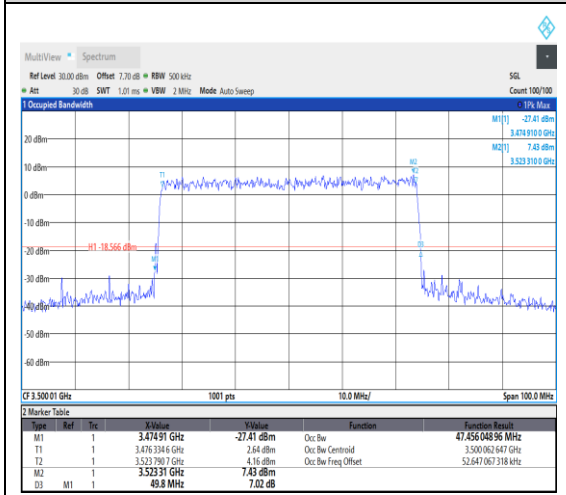 MultiView Spectrum
Ref Level 30.00 dBm Offset 7.70 dB RBW 500 kHz SGL
Att 30 dB SWT 1.01 ms VBW 2 MHz Mode Auto Sweep Count 100/100
1 Occupied Bandwidth 1Pk Max
M1[1] -27.41 dBm
3.474 910 0 GHz
M2[1] 7.43 dBm
3.523 310 0 GHz
20 dBm
10 dBm
0 dBm
-10 dBm
-20 dBm
-30 dBm
-40 dBm
-50 dBm
-60 dBm
T1
M2
T2
H1 -18.566 dBm
D3
M1
CF 3.500 01 GHz 1001 pts 10.0 MHz/ Span 100.0 MHz
2 Marker Table
Type Ref Trc X-Value Y-Value Function Function Result
M1 1 3.474 91 GHz -27.41 dBm Occ Bw 47.456 048 96 MHz
T1 1 3.476 334 6 GHz 2.64 dBm Occ Bw Centroid 3.500 062 647 GHz
T2 1 3.523 790 7 GHz 4.16 dBm Occ Bw Freq Offset 52.647 067 318 kHz
M2 1 3.523 31 GHz 7.43 dBm
D3 M1 1 49.8 MHz 7.02 dB